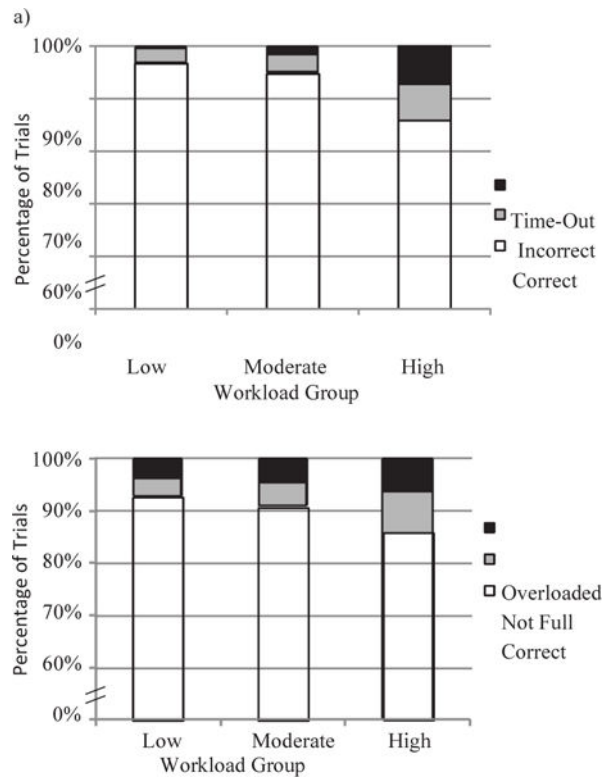 a)
100%
90%
80%
70%
60%
0%
Percentage of Trials
Time-Out
Incorrect
Correct
Low Moderate High
Workload Group
100%
90%
80%
70%
60%
0%
Percentage of Trials
Overloaded
Not Full
Correct
Low Moderate High
Workload Group